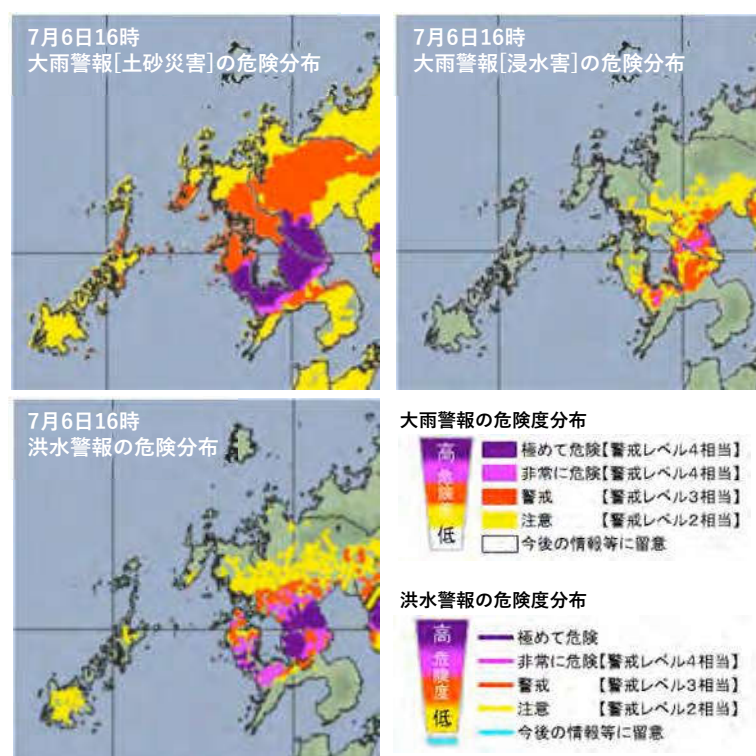 7月6日16時
大雨警報[土砂災害]の危険分布
7月6日16時
大雨警報[浸水害]の危険分布
7月6日16時
洪水警報の危険分布
大雨警報の危険度分布
高
危険度
低
極めて危険【警戒レベル4相当】
非常に危険【警戒レベル4相当】
警戒 【警戒レベル3相当】
注意 【警戒レベル2相当】
今後の情報等に留意
洪水警報の危険度分布
高
危険度
低
極めて危険
非常に危険【警戒レベル4相当】
警戒 【警戒レベル3相当】
注意 【警戒レベル2相当】
今後の情報等に留意